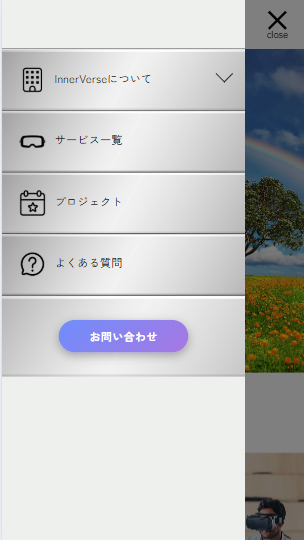 close
InnerVerseについて
サービス一覧
プロジェクト
よくある質問
お問い合わせ